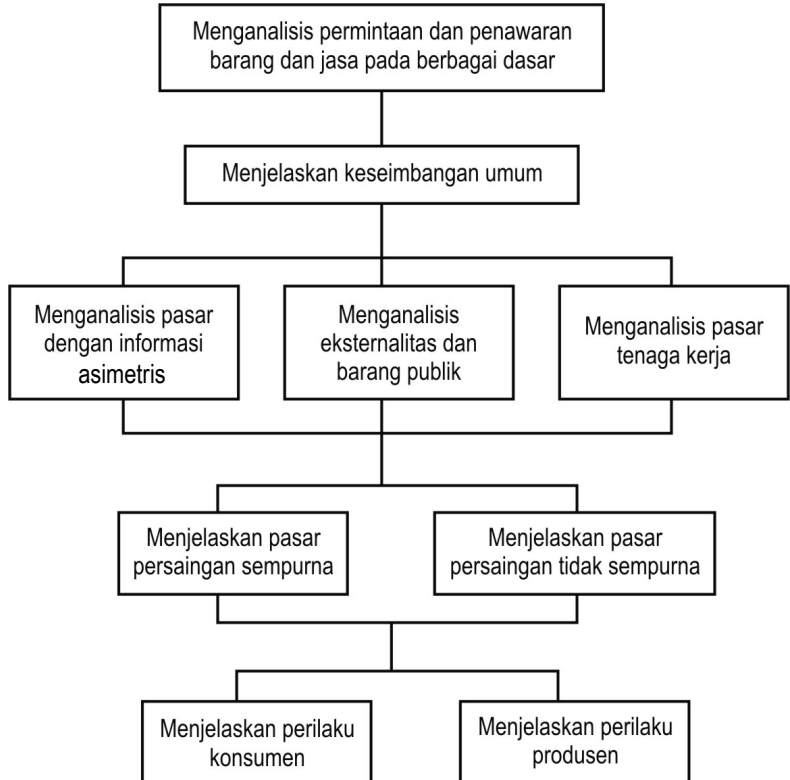 Menganalisis permintaan dan penawaran
barang dan jasa pada berbagai dasar
Menjelaskan keseimbangan umum
Menganalisis pasar
dengan informasi
asimetris
Menganalisis
eksternalitas dan
barang publik
Menganalisis pasar
tenaga kerja
Menjelaskan pasar
persaingan sempurna
Menjelaskan pasar
persaingan tidak sempurna
Menjelaskan perilaku
konsumen
Menjelaskan perilaku
produsen